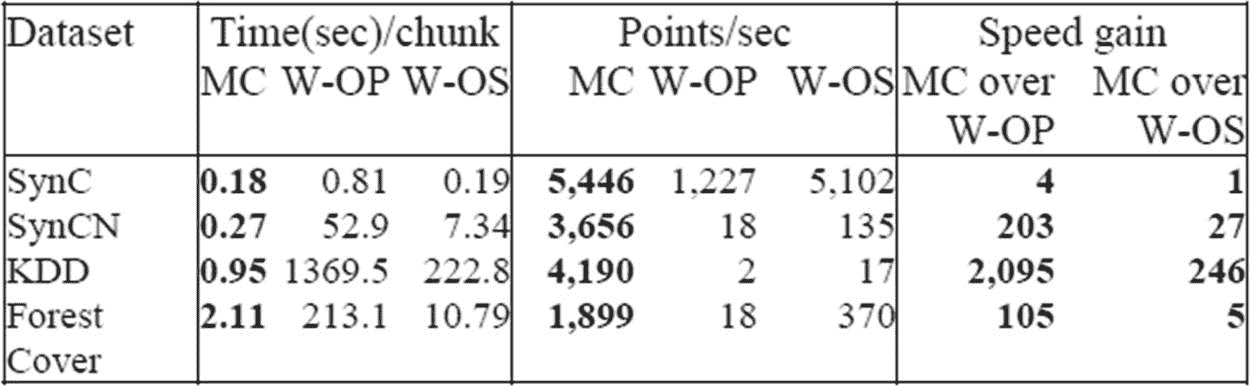 Dataset Time(sec)/chunk Points/sec Speed gain
MC W-OP W-OS MC W-OP W-OS MC over MC over
W-OP W-OS
SynC 0.18 0.81 0.19 5,446 1,227 5,102 4 1
SynCN 0.27 52.9 7.34 3,656 18 135 203 27
KDD 0.95 1369.5 222.8 4,190 2 17 2,095 246
Forest 2.11 213.1 10.79 1,899 18 370 105 5
Cover